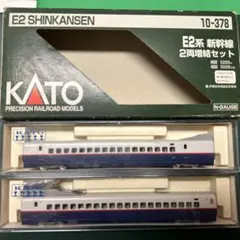 E2 SHINKANSEN
10-378
E2系 新幹線
2両増結セット
KATO
PRECISION RAILROAD MODELS
N-GAUGE